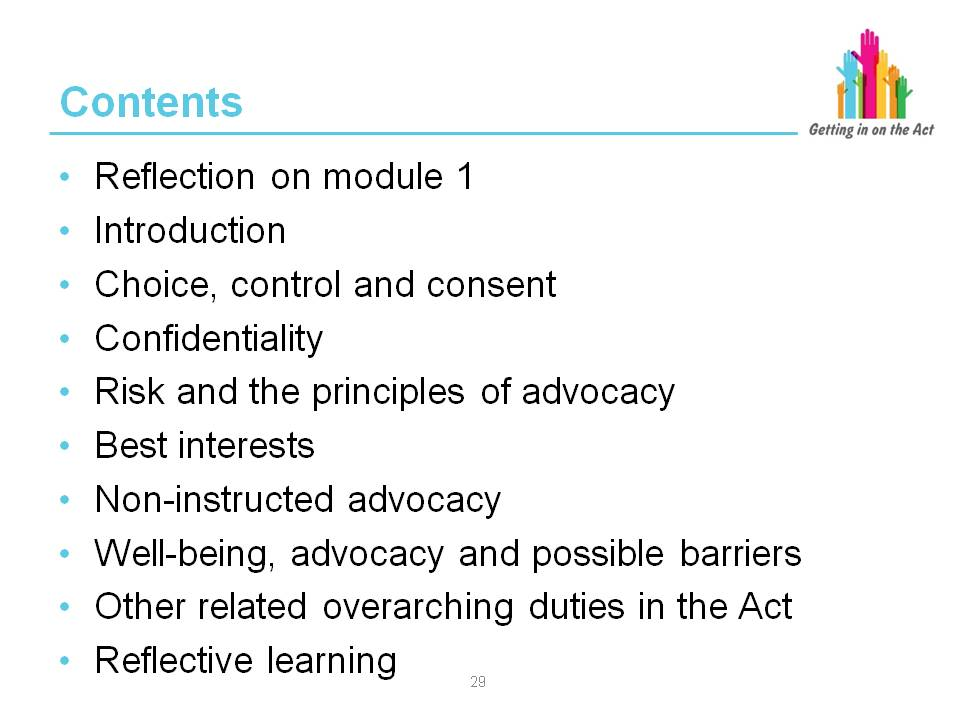 Contents
Getting in on the Act
• Reflection on module 1
• Introduction
• Choice, control and consent
• Confidentiality
• Risk and the principles of advocacy
• Best interests
• Non-instructed advocacy
• Well-being, advocacy and possible barriers
• Other related overarching duties in the Act
• Reflective learning
29